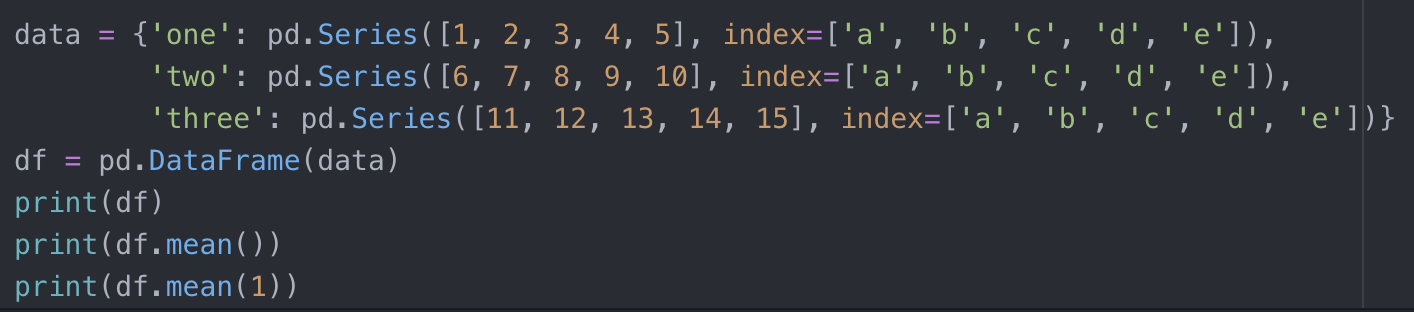 data = {'one': pd.Series([1, 2, 3, 4, 5], index=['a', 'b', 'c', 'd', 'e']),
        'two': pd.Series([6, 7, 8, 9, 10], index=['a', 'b', 'c', 'd', 'e']),
        'three': pd.Series([11, 12, 13, 14, 15], index=['a', 'b', 'c', 'd', 'e'])}
df = pd.DataFrame(data)
print(df)
print(df.mean())
print(df.mean(1))